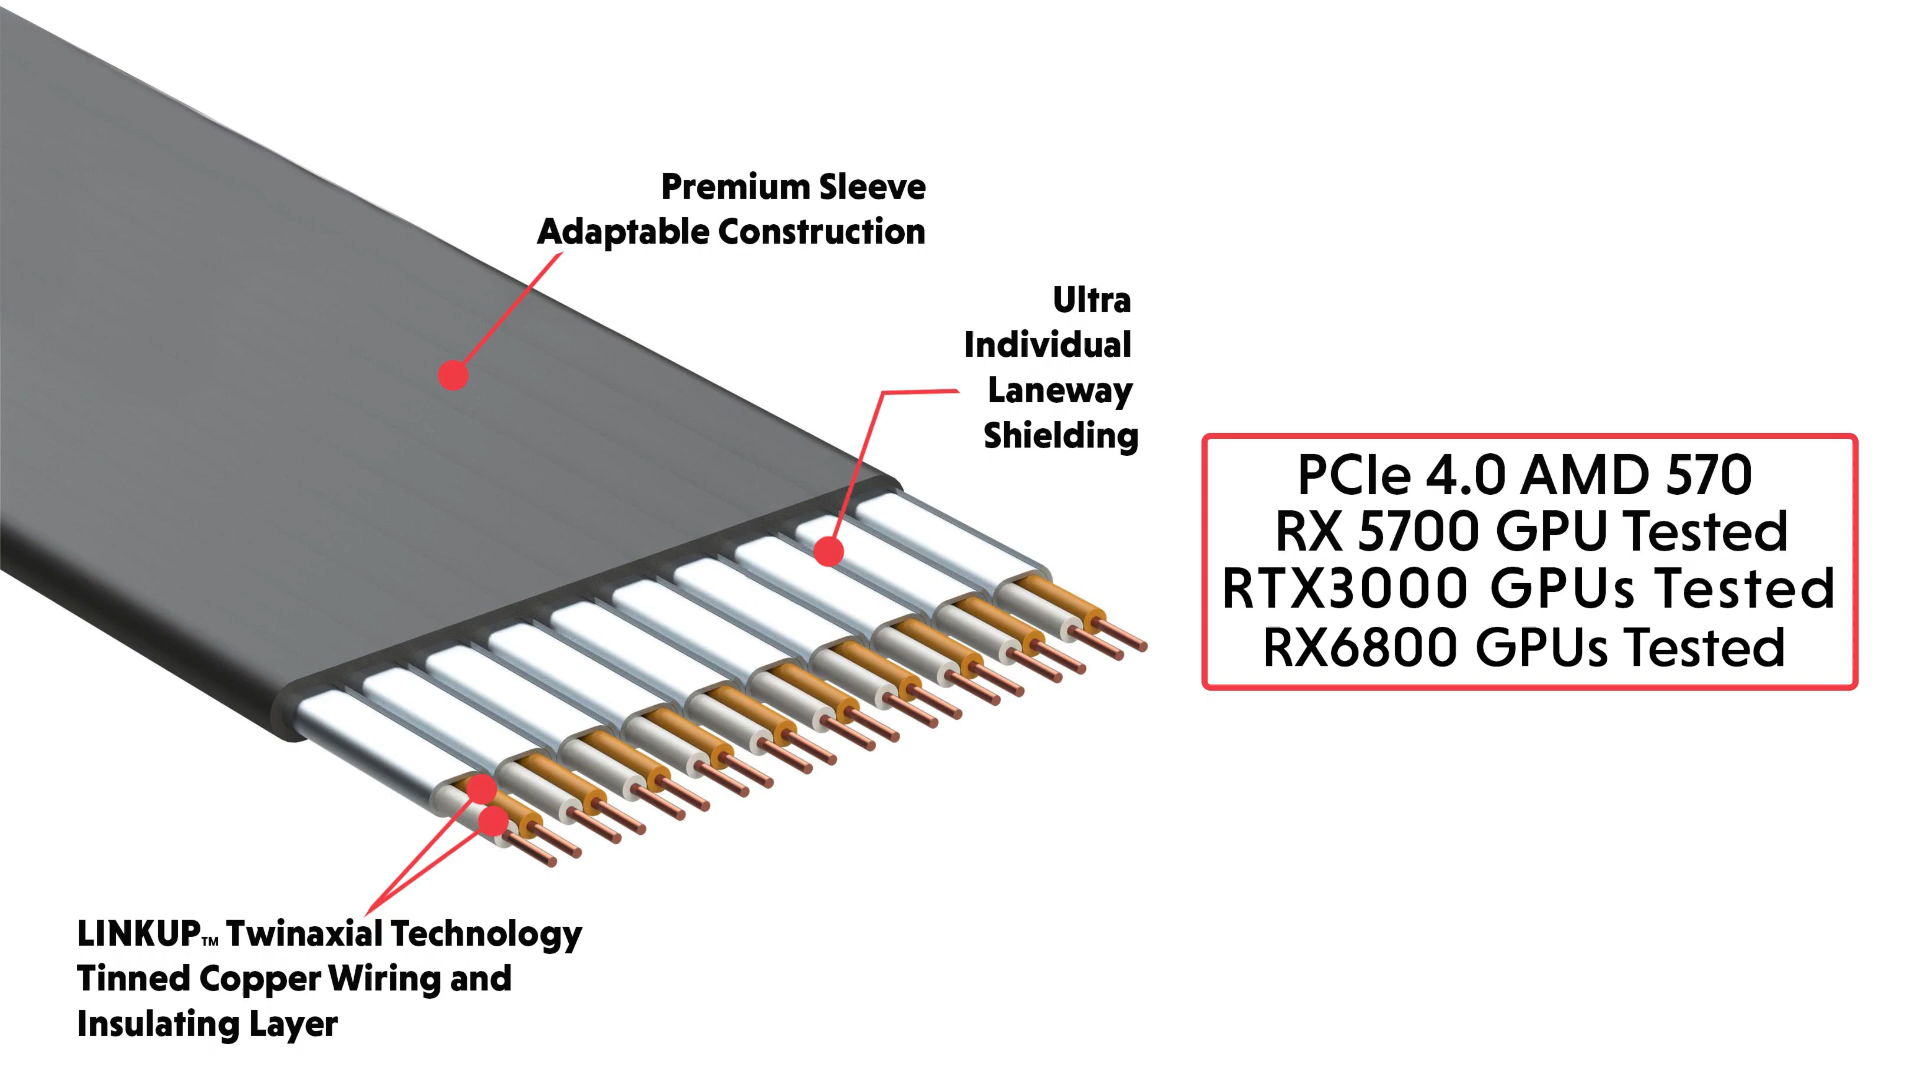 Premium Sleeve
Adaptable Construction
Ultra
Individual
Laneway
Shielding
PCIe 4.0 AMD 570
RX 5700 GPU Tested
RTX3000 GPUs Tested
RX6800 GPUs Tested
LINKUP™ Twinaxial Technology
Tinned Copper Wiring and
Insulating Layer